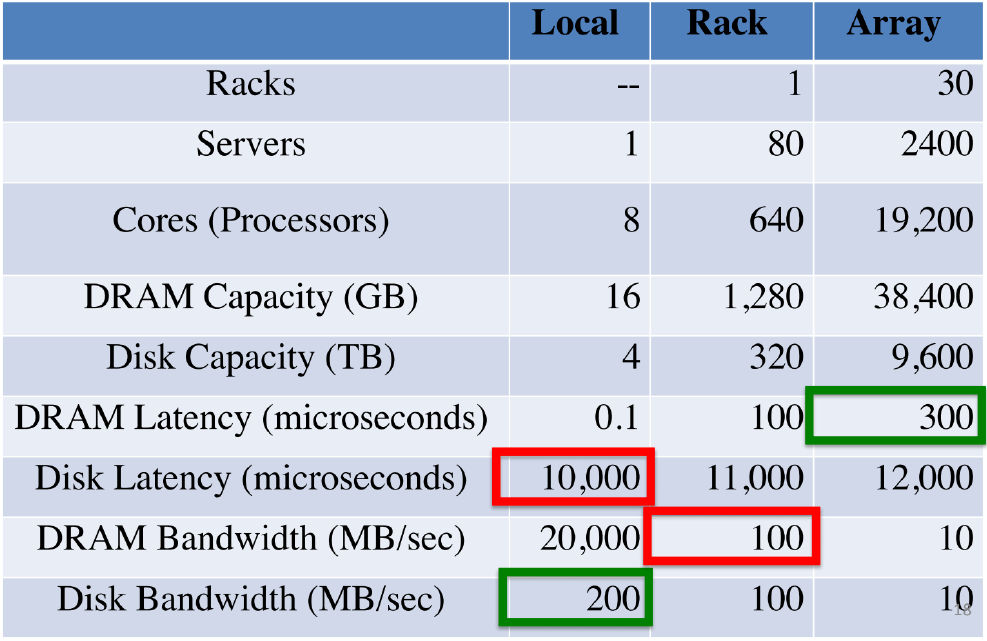 Local Rack Array
Racks -- 1 30
Servers 1 80 2400
Cores (Processors) 8 640 19,200
DRAM Capacity (GB) 16 1,280 38,400
Disk Capacity (TB) 4 320 9,600
DRAM Latency (microseconds) 0.1 100 300
Disk Latency (microseconds) 10,000 11,000 12,000
DRAM Bandwidth (MB/sec) 20,000 100 10
Disk Bandwidth (MB/sec) 200 100 10
18